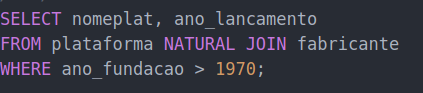 SELECT nomeplat, ano_lancamento
FROM plataforma NATURAL JOIN fabricante
WHERE ano_fundacao > 1970;